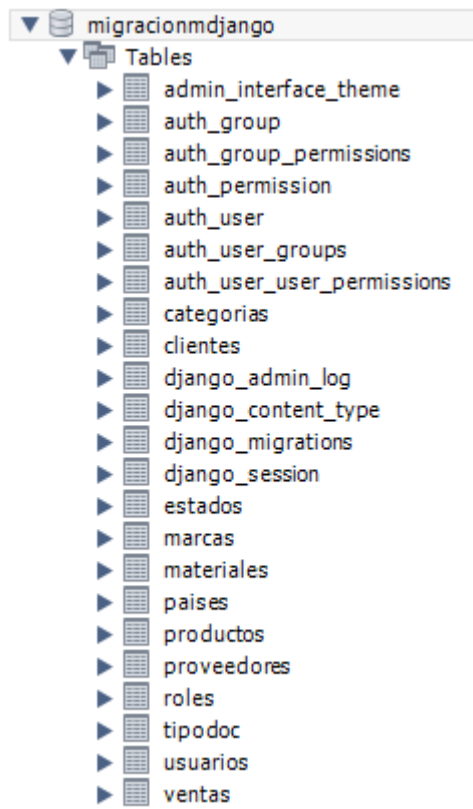 migracionmdjango
Tables
admin_interface_theme
auth_group
auth_group_permissions
auth_permission
auth_user
auth_user_groups
auth_user_user_permissions
categorias
clientes
django_admin_log
django_content_type
django_migrations
django_session
estados
marcas
materiales
paises
productos
proveedores
roles
tipodoc
usuarios
ventas